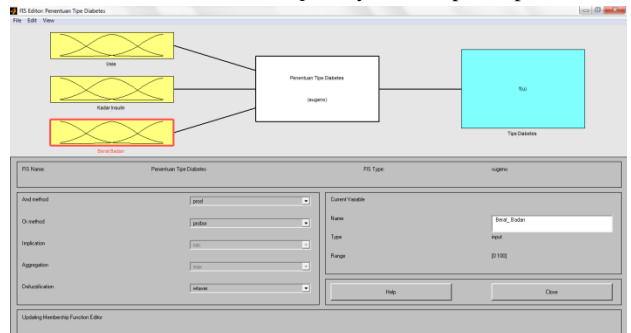 FIS Editor: Penentuan Tipe Diabetes
File Edit View
Usia
Kadar Insulin
Berat Badan
Penentuan Tipe Diabetes
(sugeno)
f(u)
Tipe Diabetes
FIS Name: Penentuan Tipe Diabetes FIS Type: sugeno
And method prod
Or method probor
Implication min
Aggregation max
Defuzzification wtaver
Current Variable
Name Berat_Badan
Type input
Range [0 100]
Help Close
Updating Membership Function Editor